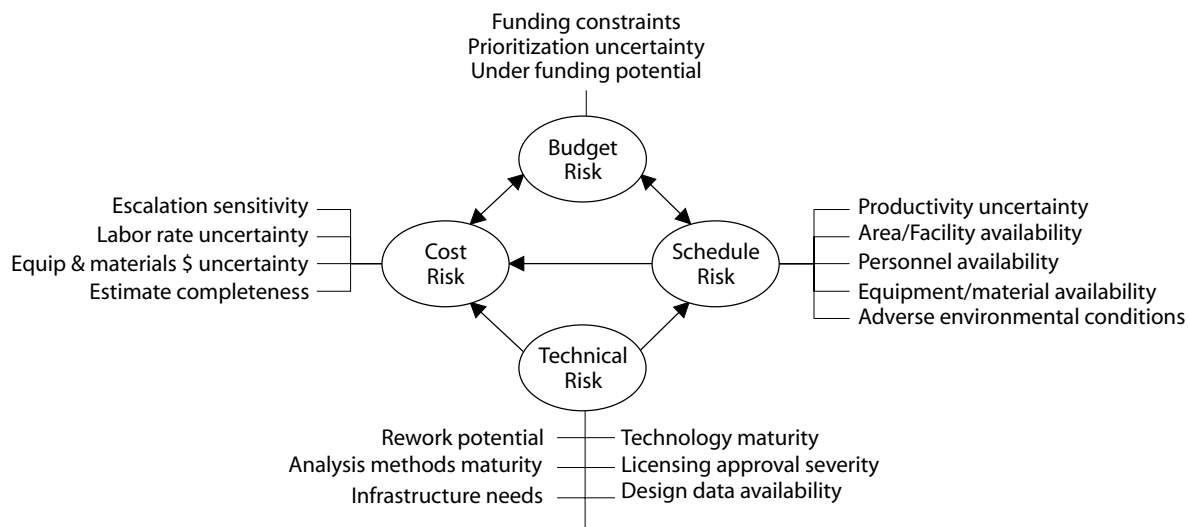 Funding constraints
Prioritization uncertainty
Under funding potential
Budget
Risk
Escalation sensitivity
Labor rate uncertainty
Equip & materials $ uncertainty
Estimate completeness
Cost
Risk
Schedule
Risk
Productivity uncertainty
Area/Facility availability
Personnel availability
Equipment/material availability
Adverse environmental conditions
Technical
Risk
Rework potential
Analysis methods maturity
Infrastructure needs
Technology maturity
Licensing approval severity
Design data availability